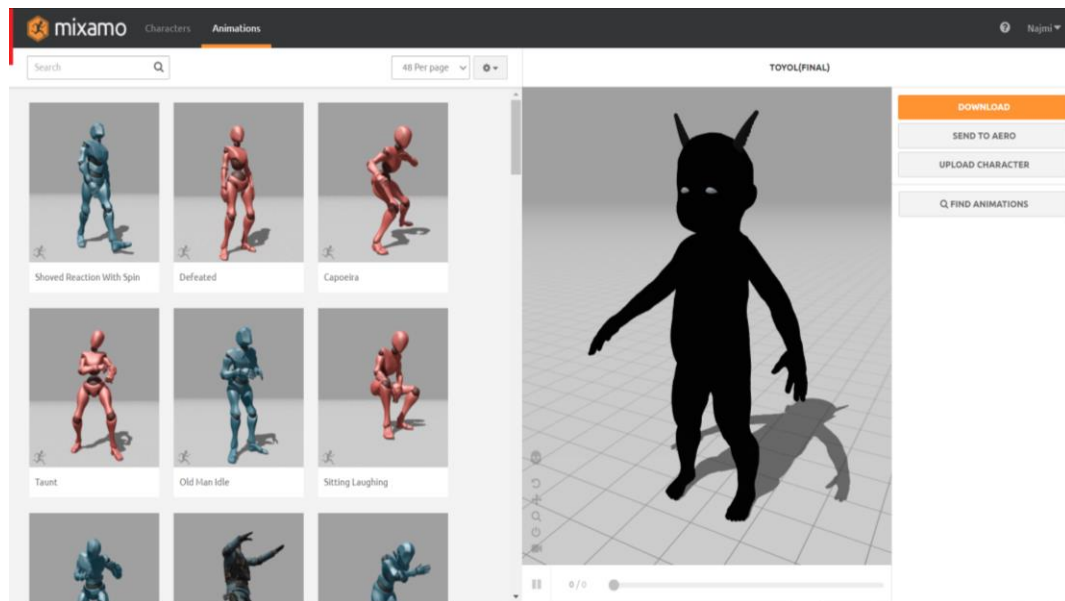 mixamo Characters Animations Najmi
Search 48 Per page
TOYOL(FINAL)
DOWNLOAD
SEND TO AERO
UPLOAD CHARACTER
FIND ANIMATIONS
Shoved Reaction With Spin Defeated Capoeira
Taunt Old Man Idle Sitting Laughing
0 / 0